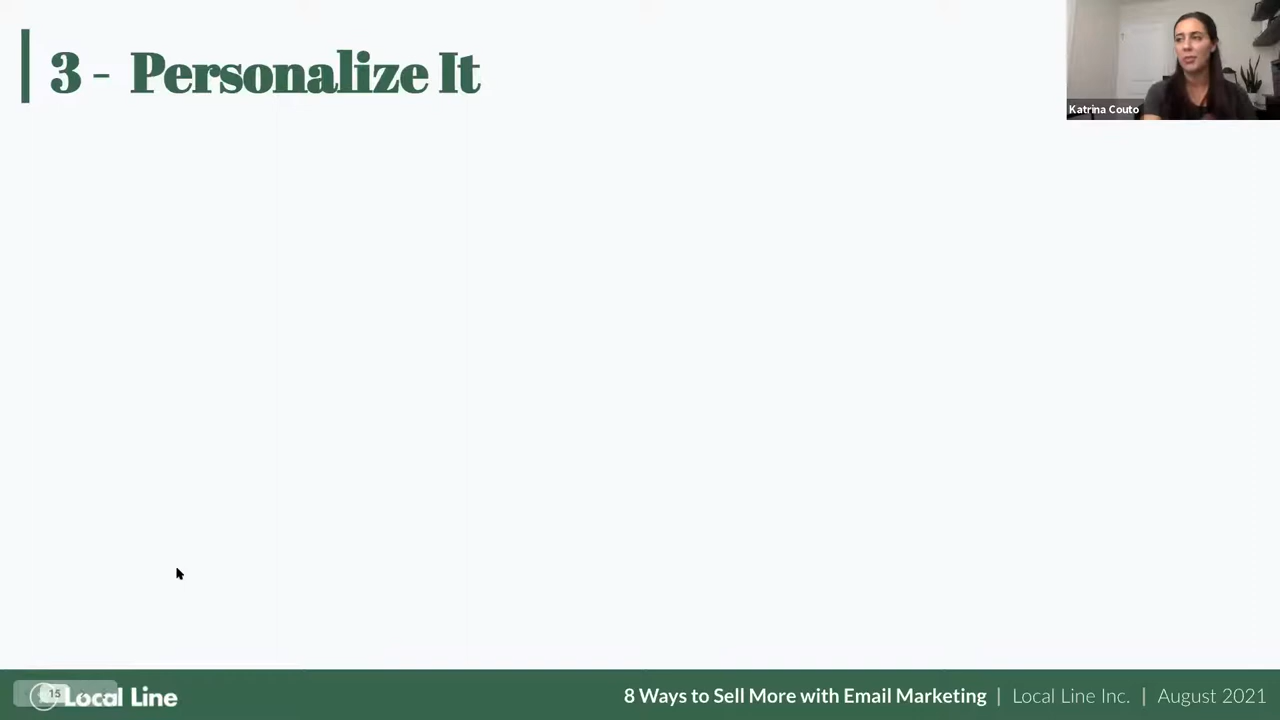 3 - Personalize It
Katrina Couto
15
Local Line
8 Ways to Sell More with Email Marketing | Local Line Inc. | August 2021